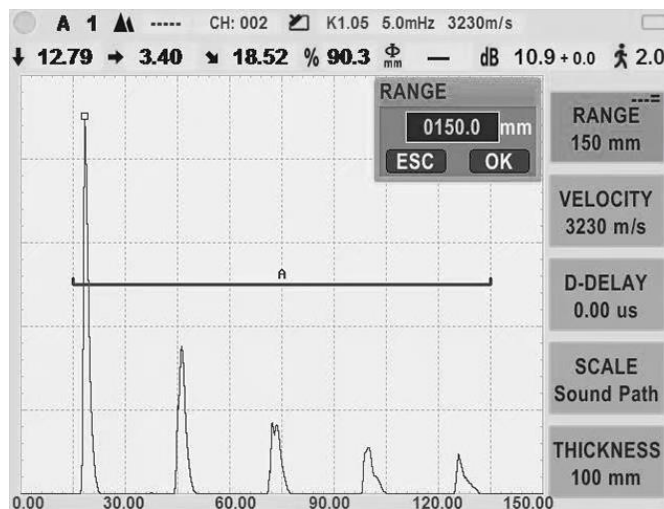 A 1 ----- CH: 002 K1.05 5.0mHz 3230m/s
↓ 12.79 → 3.40 ↘ 18.52 % 90.3 Φ mm — dB 10.9 + 0.0 2.0
RANGE
0150.0 mm
ESC OK
RANGE
150 mm
VELOCITY
3230 m/s
D-DELAY
0.00 us
SCALE
Sound Path
THICKNESS
100 mm
A
0.00 30.00 60.00 90.00 120.00 150.00